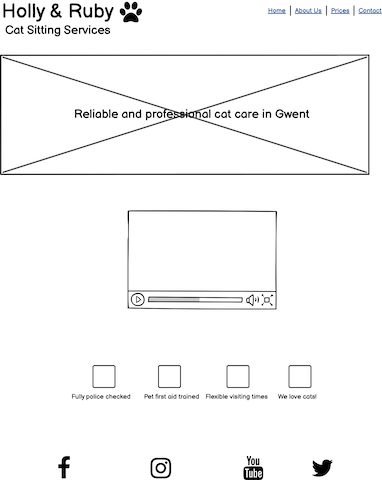 Holly & Ruby
Cat Sitting Services
Home | About Us | Prices | Contact
Reliable and professional cat care in Gwent
Fully police checked
Pet first aid trained
Flexible visiting times
We love cats!
You
Tube